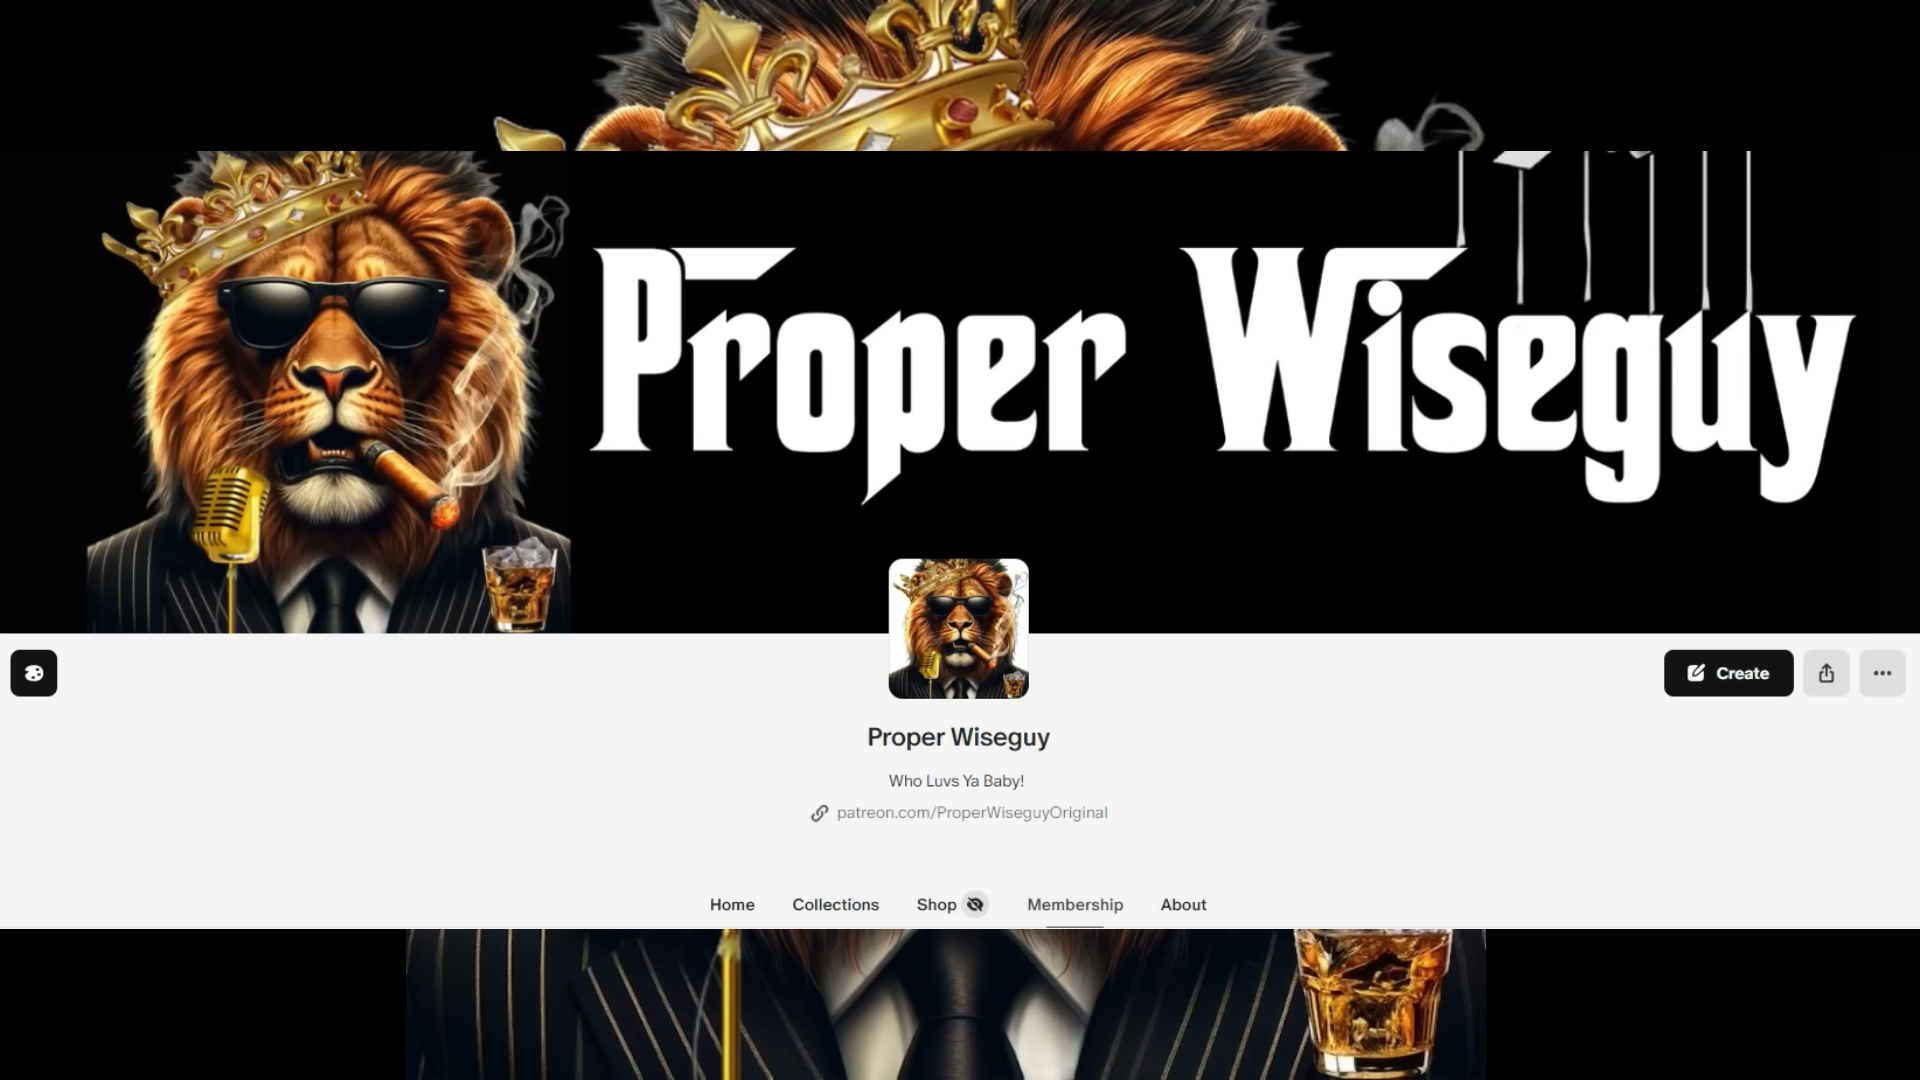 Proper Wiseguy
Create
Proper Wiseguy
Who Luvs Ya Baby!
patreon.com/ProperWiseguyOriginal
Home Collections Shop Membership About